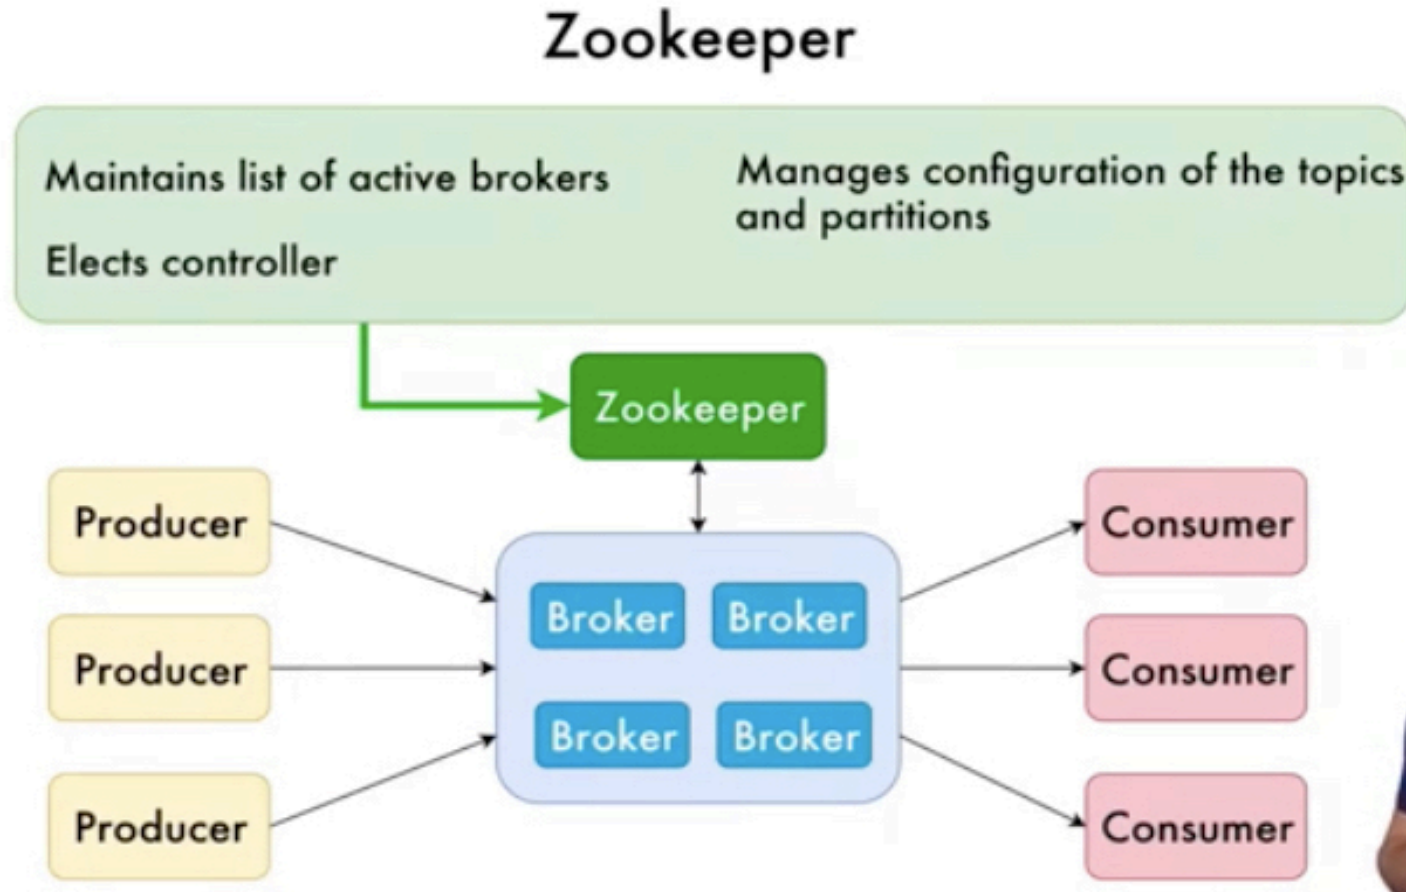 Zookeeper
Maintains list of active brokers
Elects controller
Manages configuration of the topics
and partitions
Zookeeper
Producer
Producer
Producer
Broker
Broker
Broker
Broker
Consumer
Consumer
Consumer